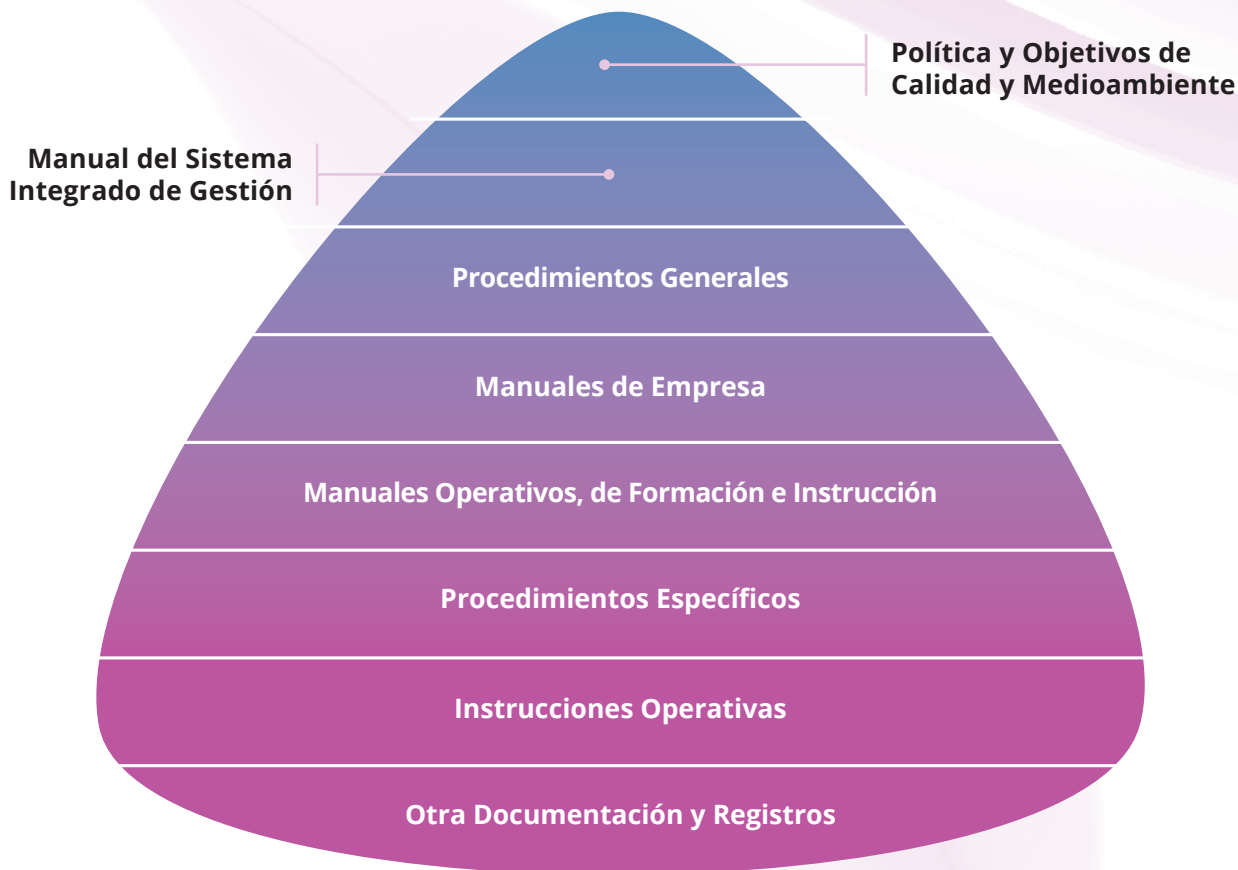 Política y Objetivos de
Calidad y Medioambiente
Manual del Sistema
Integrado de Gestión
Procedimientos Generales
Manuales de Empresa
Manuales Operativos, de Formación e Instrucción
Procedimientos Específicos
Instrucciones Operativas
Otra Documentación y Registros